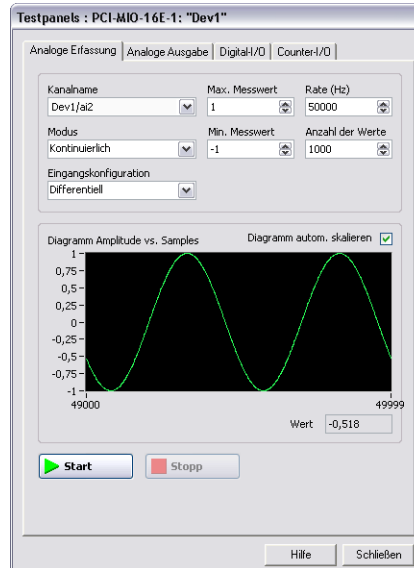 Testpanels : PCI-MIO-16E-1: "Dev1"
Analoge Erfassung Analoge Ausgabe Digital-I/O Counter-I/O
Kanalname Max. Messwert Rate (Hz)
Dev1/ai2 1 50000
Modus Min. Messwert Anzahl der Werte
Kontinuierlich -1 1000
Eingangskonfiguration
Differentiell
Diagramm Amplitude vs. Samples Diagramm autom. skalieren
1
0,75
0,5
0,25
0
-0,25
-0,5
-0,75
-1
49000 49999
Wert -0,518
Start Stopp
Hilfe Schließen